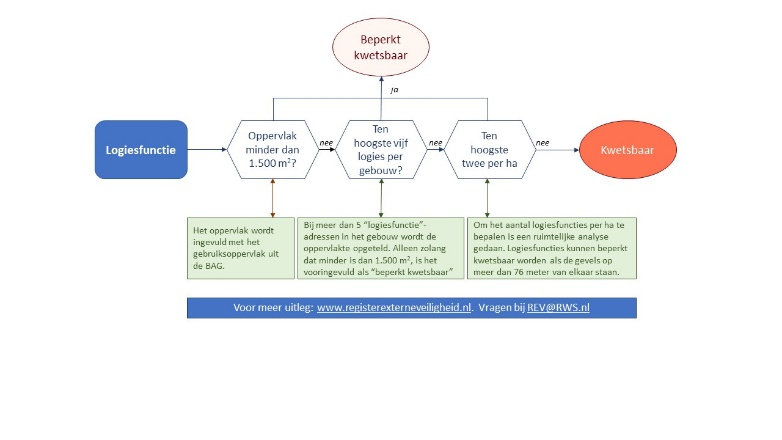 Beperkt
kwetsbaar
ja
Logiesfunctie
Oppervlak
minder dan
1.500 m²?
nee
Ten
hoogste vijf
logies per
gebouw?
nee
Ten
hoogste
twee per ha
nee
Kwetsbaar
Het oppervlak wordt
ingevuld met het
gebruiksoppervlak uit
de BAG.
Bij meer dan 5 “logiesfunctie”-
adressen in het gebouw wordt de
oppervlakte opgeteld. Alleen zolang
dat minder is dan 1.500 m², is het
vooringevuld als “beperkt kwetsbaar”
Om het aantal logiesfuncties per ha te
bepalen is een ruimtelijke analyse
gedaan. Logiesfuncties kunnen beperkt
kwetsbaar worden als de gevels op
meer dan 76 meter van elkaar staan.
Voor meer uitleg: www.registerexterneveiligheid.nl. Vragen bij REV@RWS.nl